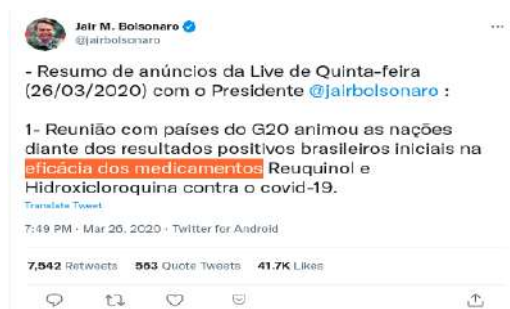 Jair M. Bolsonaro
@jairbolsonaro
- Resumo de anúncios da Live de Quinta-feira
(26/03/2020) com o Presidente @jairbolsonaro :
1- Reunião com países do G20 animou as nações
diante dos resultados positivos brasileiros iniciais na
eficácia dos medicamentos Reuquinol e
Hidroxicloroquina contra o covid-19.
Translate Tweet
7:49 PM · Mar 26, 2020 · Twitter for Android
7,542 Retweets 553 Quote Tweets 41.7K Likes